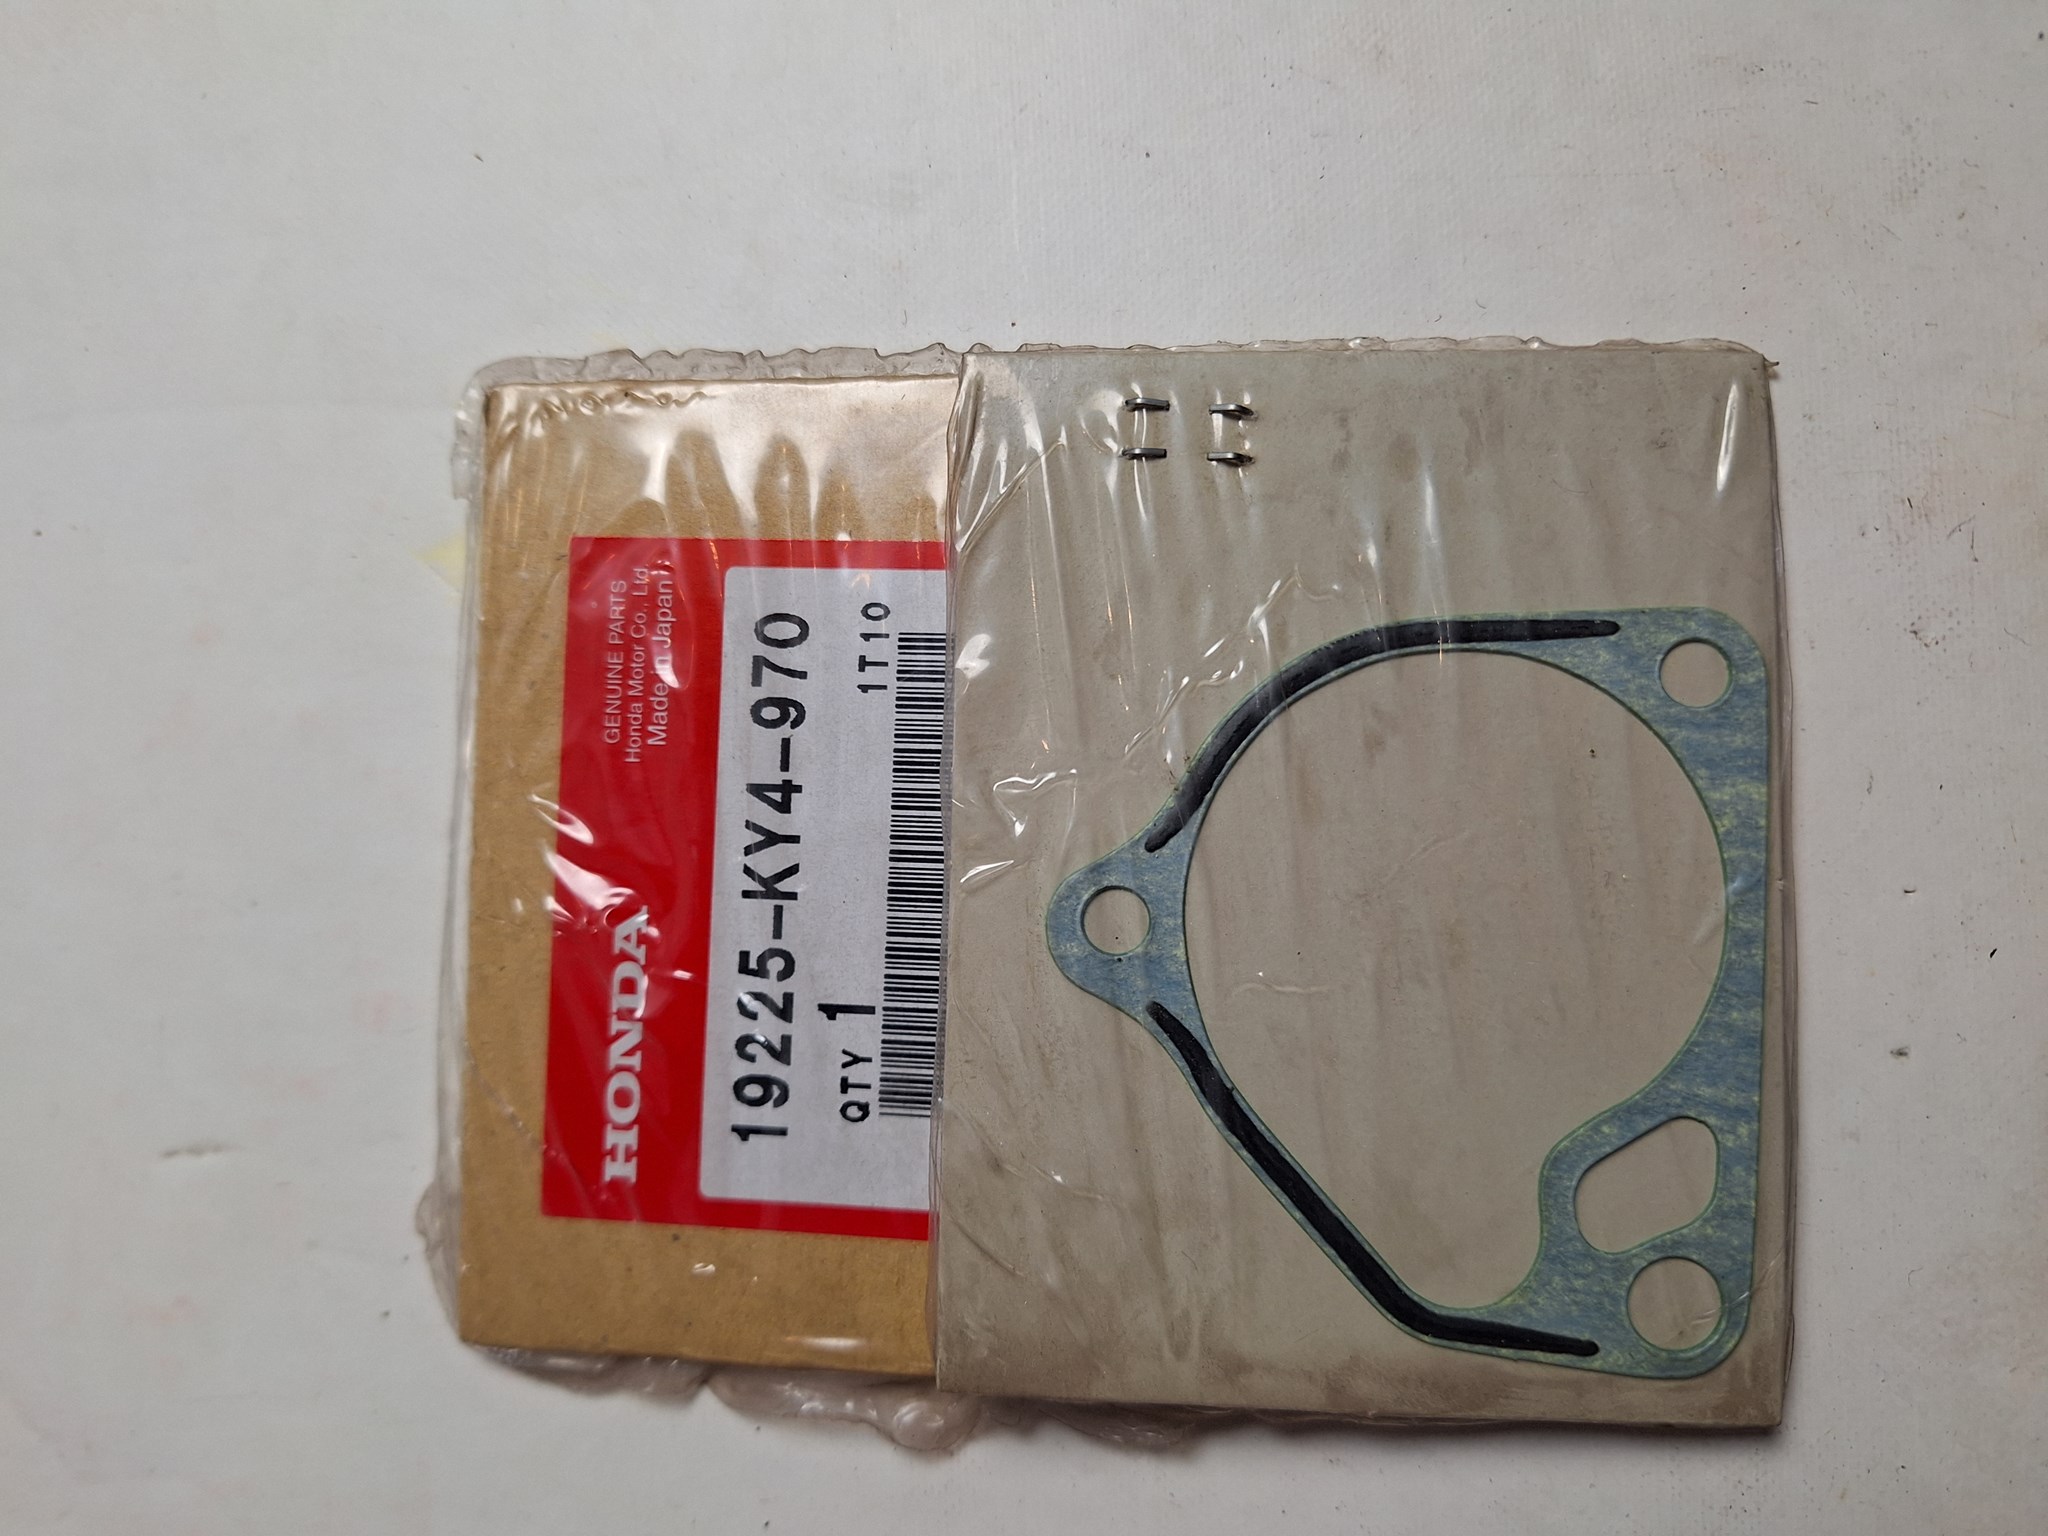 HONDA
GENUINE PARTS
Honda Motor Co., Ltd.
Made in Japan
19225-KY4-970
QTY 1
1T10